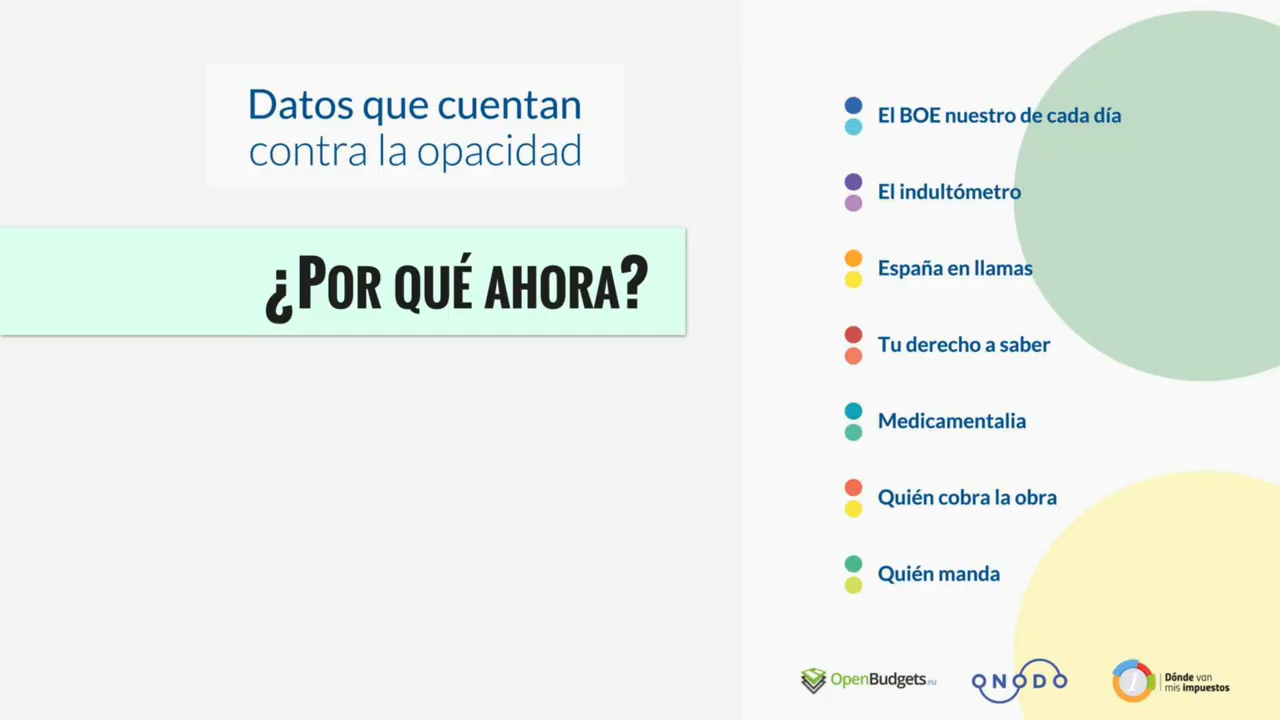 Datos que cuentan
contra la opacidad
¿POR QUÉ AHORA?
El BOE nuestro de cada día
El indultómetro
España en llamas
Tu derecho a saber
Medicamentalia
Quién cobra la obra
Quién manda
OpenBudgets.eu
ONODO
Dónde van
mis impuestos